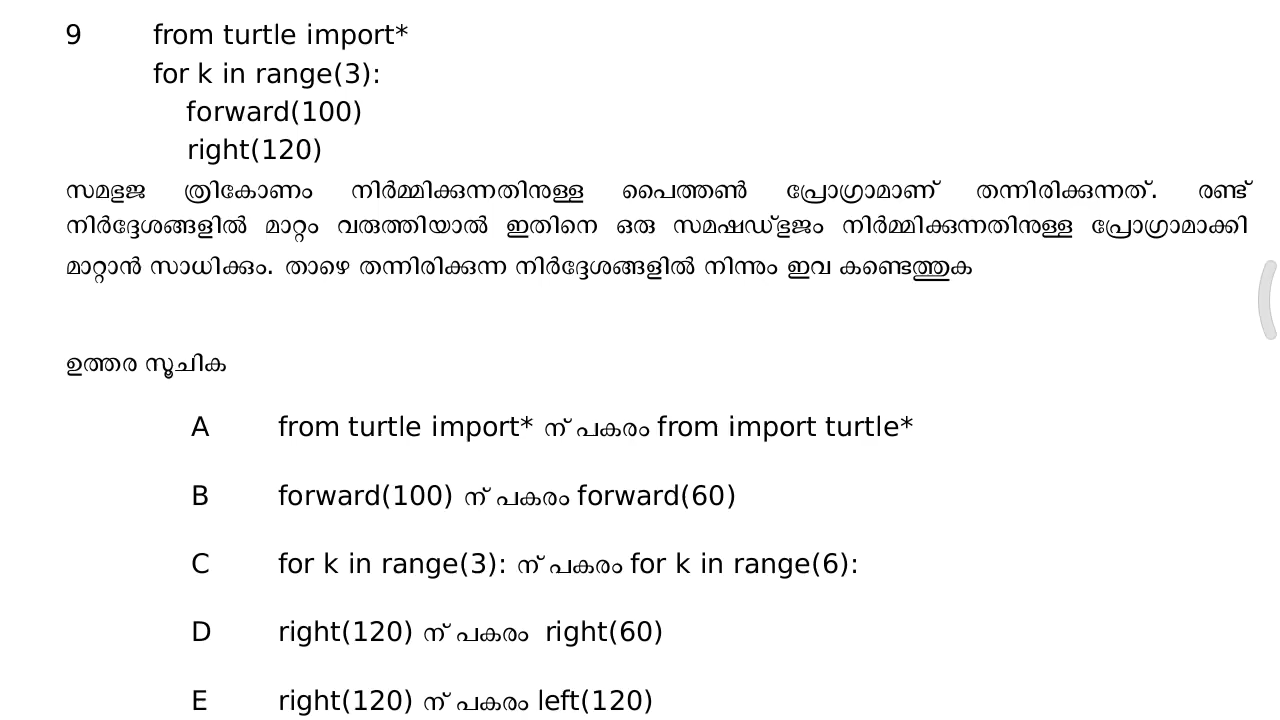 9 from turtle import*
for k in range(3):
forward(100)
right(120)
സമഭുജ ത്രികോണം നിർമ്മിക്കുന്നതിനുള്ള പൈത്തൺ പ്രോഗ്രാമാണ് തന്നിരിക്കുന്നത്. രണ്ട്
നിർദ്ദേശങ്ങളിൽ മാറ്റം വരുത്തിയാൽ ഇതിനെ ഒരു സമഷഡ്ഭുജം നിർമ്മിക്കുന്നതിനുള്ള പ്രോഗ്രാമാക്കി
മാറ്റാൻ സാധിക്കും. താഴെ തന്നിരിക്കുന്ന നിർദ്ദേശങ്ങളിൽ നിന്നും ഇവ കണ്ടെത്തുക
ഉത്തര സൂചിക
A from turtle import* ന് പകരം from import turtle*
B forward(100) ന് പകരം forward(60)
C for k in range(3): ന് പകരം for k in range(6):
D right(120) ന് പകരം right(60)
E right(120) ന് പകരം left(120)